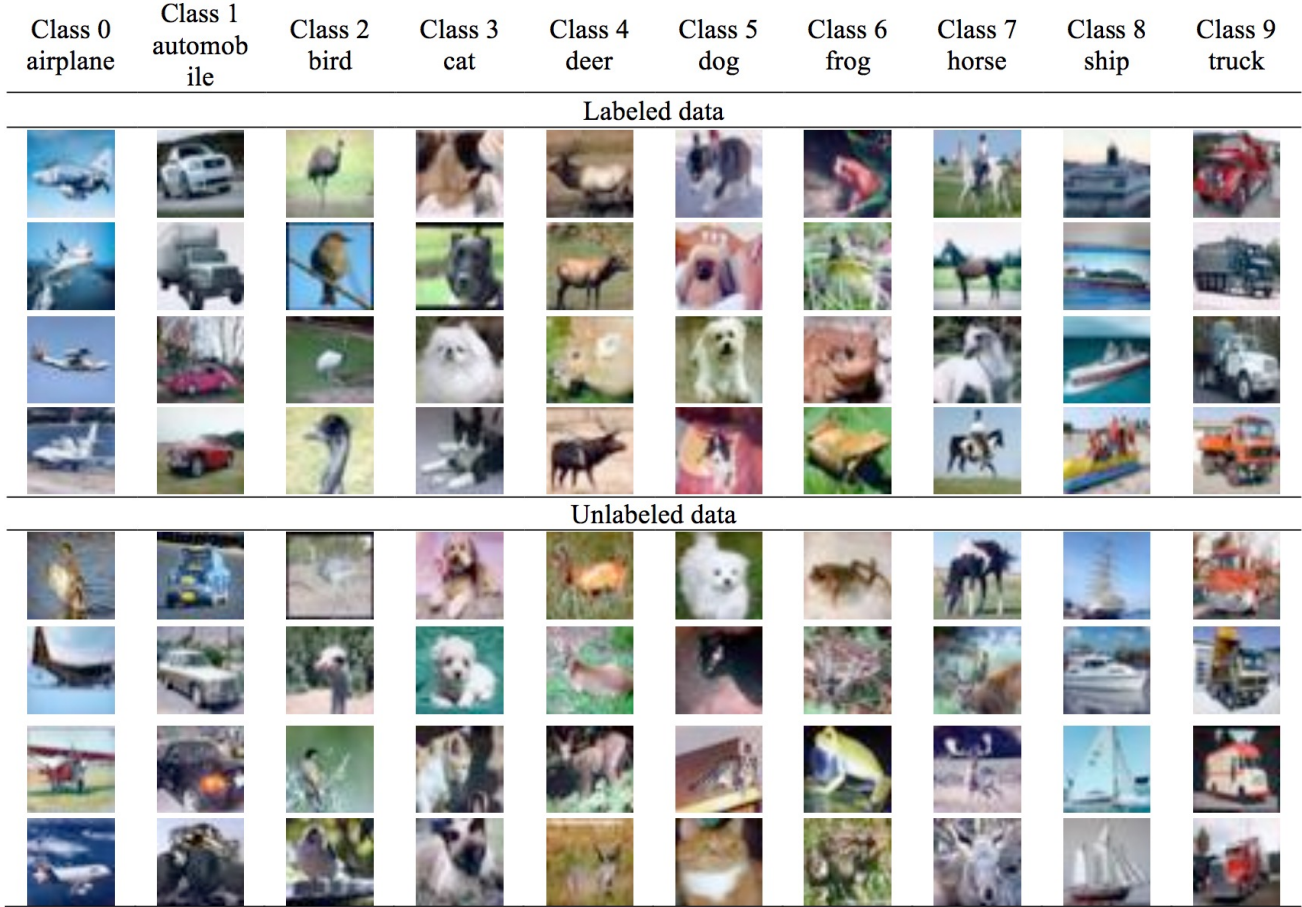 Class 0 airplane
Class 1 automob ile
Class 2 bird
Class 3 cat
Class 4 deer
Class 5 dog
Class 6 frog
Class 7 horse
Class 8 ship
Class 9 truck
Labeled data
Unlabeled data